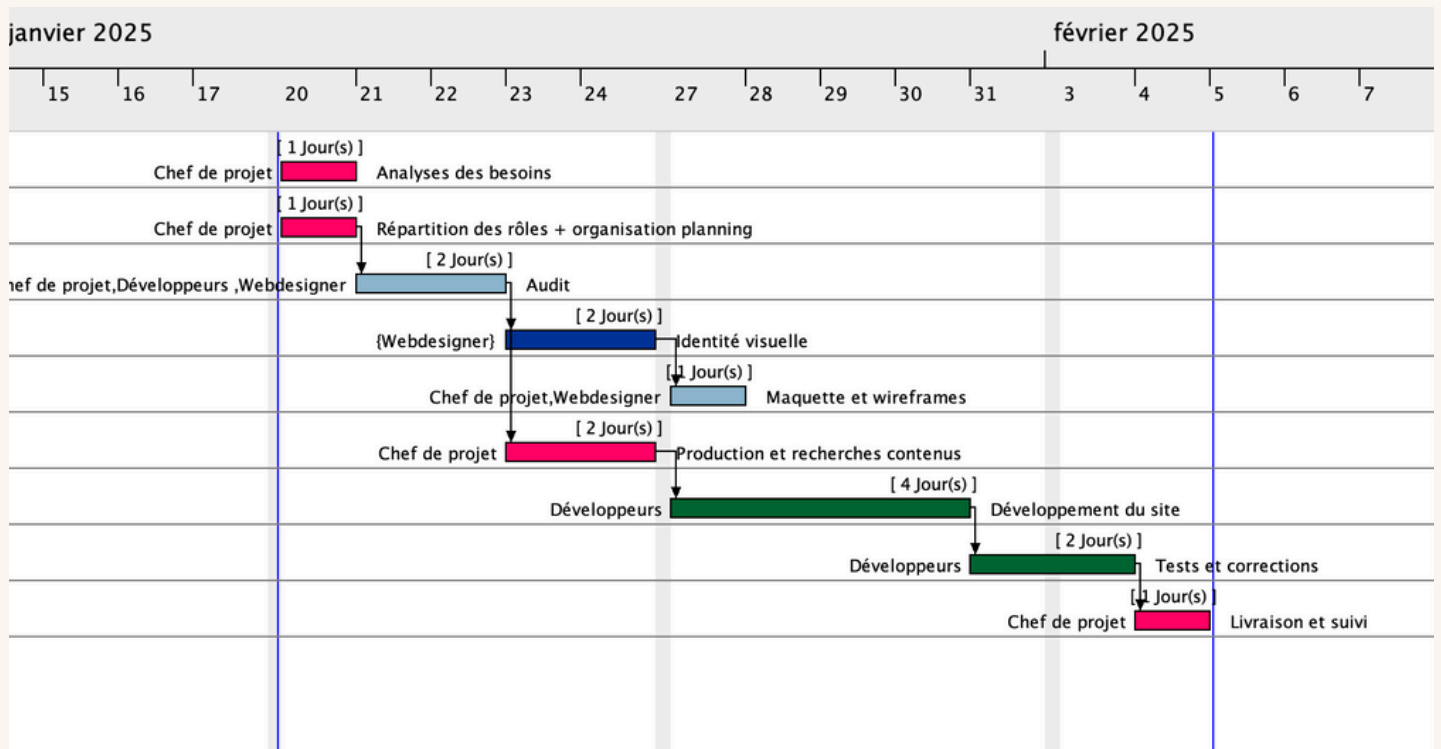 janvier 2025 février 2025
15 16 17 20 21 22 23 24 27 28 29 30 31 3 4 5 6 7
[ 1 Jour(s) ]
Chef de projet Analyses des besoins
[ 1 Jour(s) ]
Chef de projet Répartition des rôles + organisation planning
[ 2 Jour(s) ]
hef de projet,Développeurs ,Webdesigner Audit
[ 2 Jour(s) ]
{Webdesigner} Identité visuelle
[ 1 Jour(s) ]
Chef de projet,Webdesigner Maquette et wireframes
[ 2 Jour(s) ]
Chef de projet Production et recherches contenus
[ 4 Jour(s) ]
Développeurs Développement du site
[ 2 Jour(s) ]
Développeurs Tests et corrections
[ 1 Jour(s) ]
Chef de projet Livraison et suivi